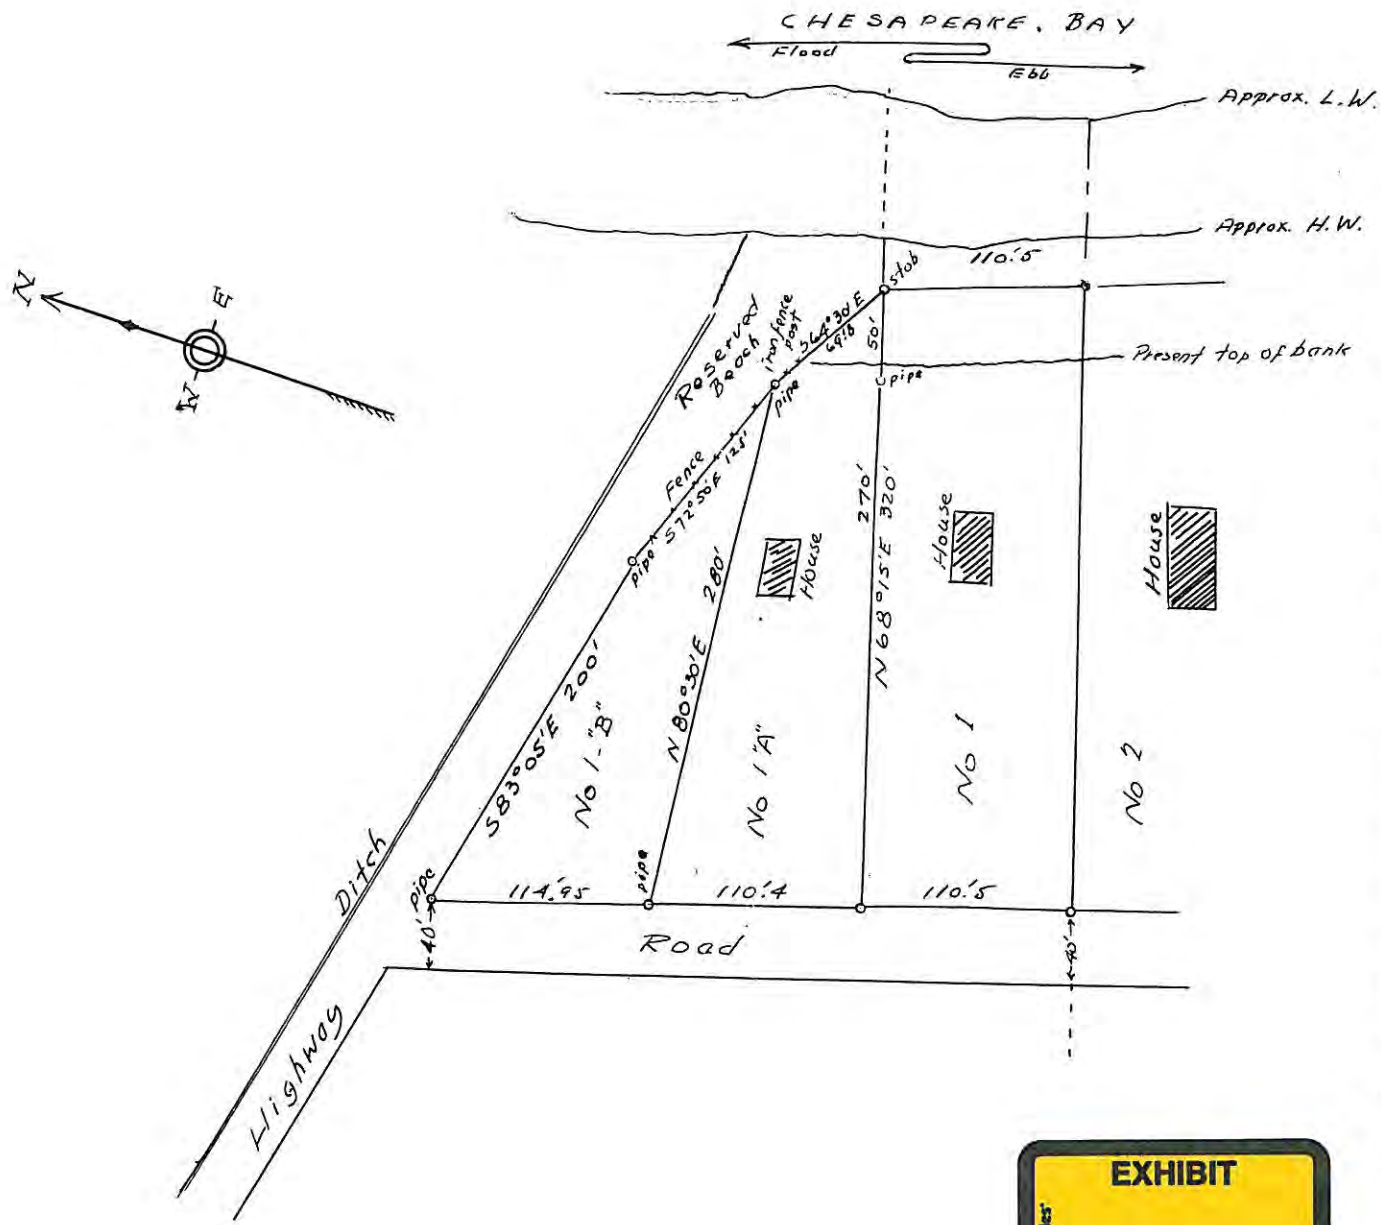 CHESAPEAKE. BAY
Flood
Ebb
Approx. L.W.
Approx. H.W.
110.'5
stub
N
E
W
Reserved
Beach
iron fence
post
S64°30'E
69.'8
50'
Present top of bank
pipe
pipe
Fence
S72°50'E 125'
pipe
House
House
House
280'
N 80°30'E
270'
N 68°15'E 320'
S83°05'E 200'
No 1-"B"
No 1 "A"
No 1
No 2
Ditch
pipe
pipe
114.'95
110.'4
110.'5
40'
Road
40'
Highway
EXHIBIT